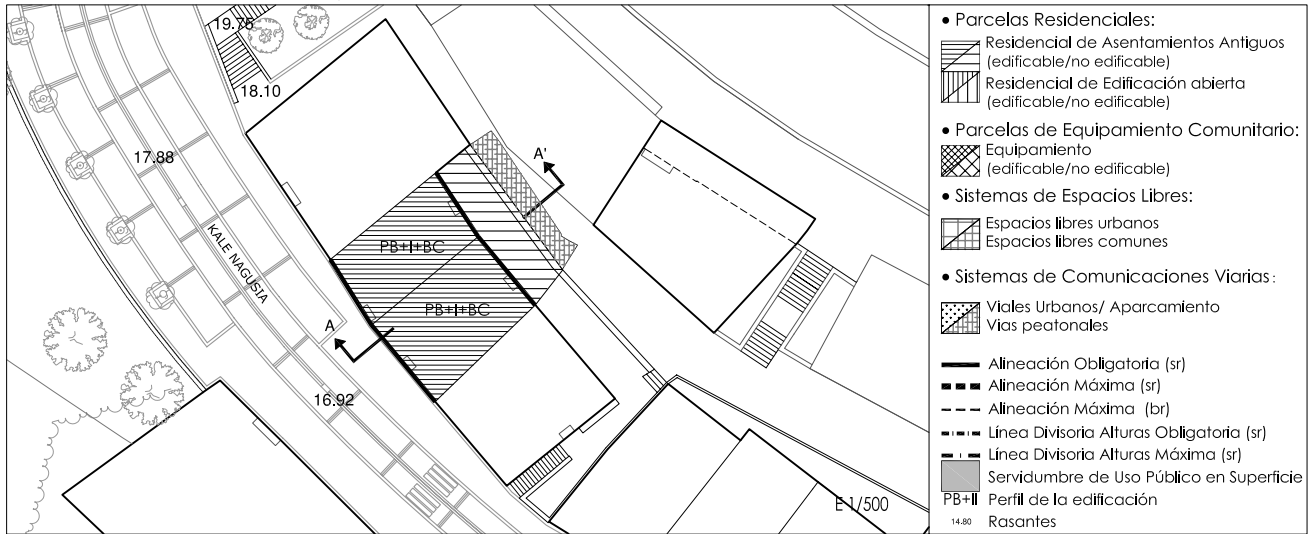 19.75
18.10
17.88
KALE NAGUSIA
A'
PB+I+BC
PB+I+BC
A
16.92
E 1/500
• Parcelas Residenciales:
Residencial de Asentamientos Antiguos
(edificable/no edificable)
Residencial de Edificación abierta
(edificable/no edificable)
• Parcelas de Equipamiento Comunitario:
Equipamiento
(edificable/no edificable)
• Sistemas de Espacios Libres:
Espacios libres urbanos
Espacios libres comunes
• Sistemas de Comunicaciones Viarias:
Viales Urbanos/ Aparcamiento
Vias peatonales
Alineación Obligatoria (sr)
Alineación Máxima (sr)
Alineación Máxima (br)
Línea Divisoria Alturas Obligatoria (sr)
Línea Divisoria Alturas Máxima (sr)
Servidumbre de Uso Público en Superficie
PB+II Perfil de la edificación
14.80 Rasantes